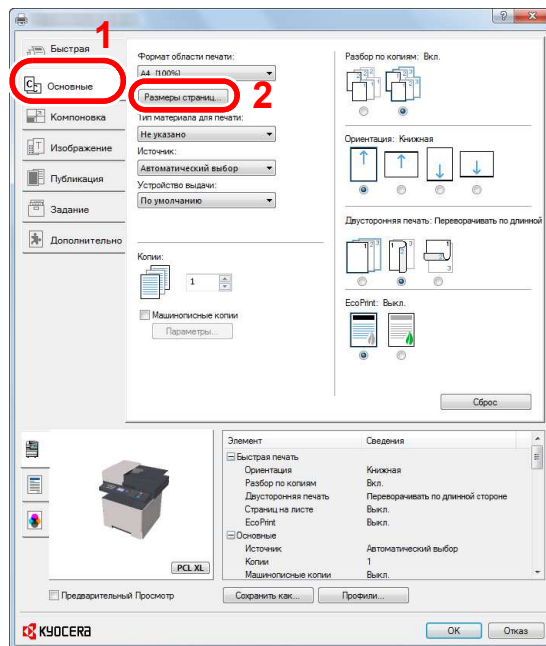 1
Быстрая
Основные
Компоновка
Изображение
Публикация
Задание
Дополнительно
Формат области печати:
A4 [100%]
Размеры страниц...
2
Тип материала для печати:
Не указано
Источник:
Автоматический выбор
Устройство выдачи:
По умолчанию
Копии:
1
Машинописные копии
Параметры...
Разбор по копиям: Вкл.
Ориентация: Книжная
Двусторонняя печать: Переворачивать по длинной
EcoPrint: Выкл.
Сброс
PCL XL
Предварительный Просмотр
Элемент Сведения
Быстрая печать
Ориентация Книжная
Разбор по копиям Вкл.
Двусторонняя печать Переворачивать по длинной стороне
Страниц на листе Выкл.
EcoPrint Выкл.
Основные
Источник Автоматический выбор
Копии 1
Машинописные копии Выкл.
Сохранить как... Профили...
KYOCERA
OK Отказ